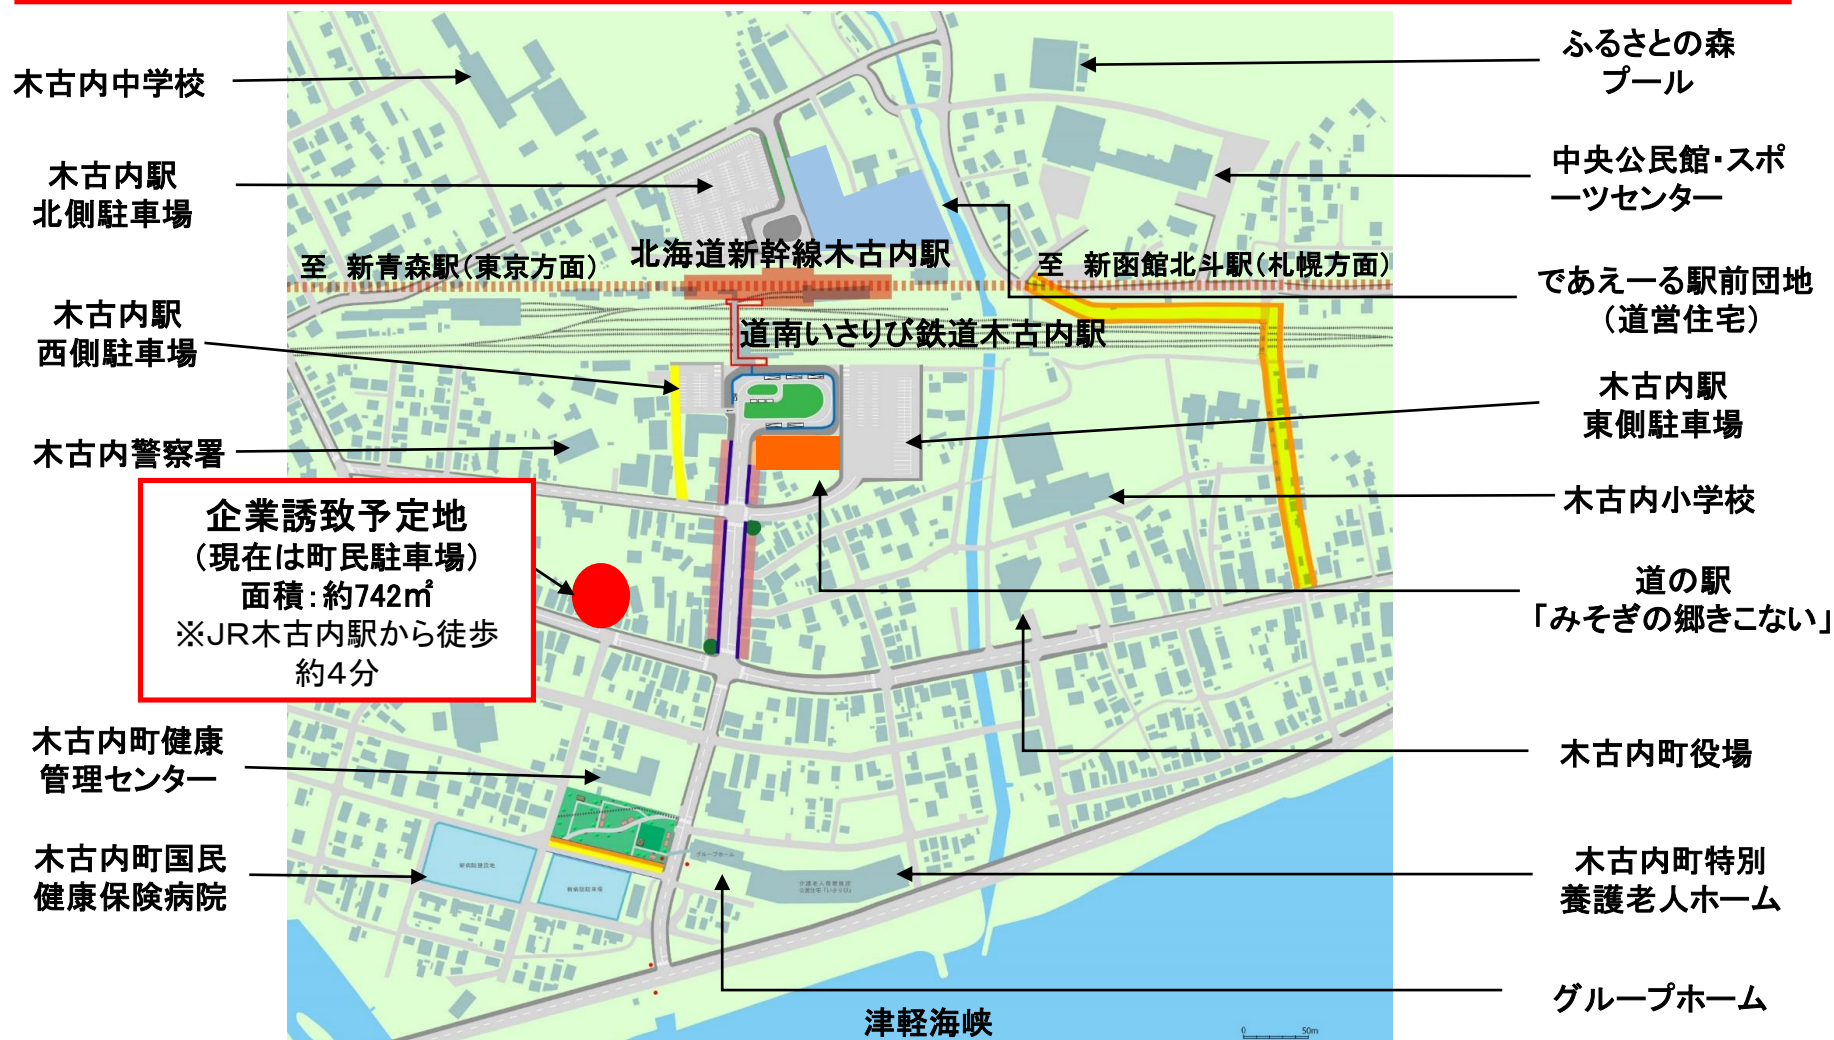 木古内中学校
木古内駅
北側駐車場
木古内駅
西側駐車場
木古内警察署
企業誘致予定地
（現在は町民駐車場）
面積：約742㎡
※JR木古内駅から徒歩
約4分
木古内町健康
管理センター
木古内町国民
健康保険病院
北海道新幹線木古内駅
至　新青森駅（東京方面）
至　新函館北斗駅（札幌方面）
道南いさりび鉄道木古内駅
グループホーム
津軽海峡
0　50m
ふるさとの森
プール
中央公民館・スポ
ーツセンター
であえーる駅前団地
（道営住宅）
木古内駅
東側駐車場
木古内小学校
道の駅
「みそぎの郷きこない」
木古内町役場
木古内町特別
養護老人ホーム
グループホーム